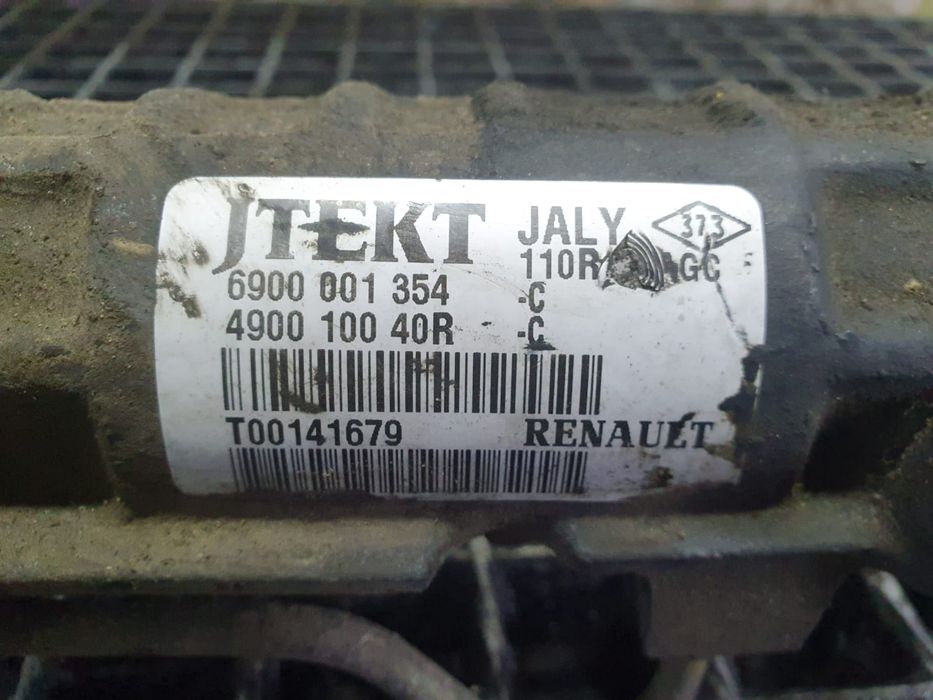 JTEKT JALY 373
110R GC
6900 001 354 -C
4900 100 40R -C
T00141679 RENAULT